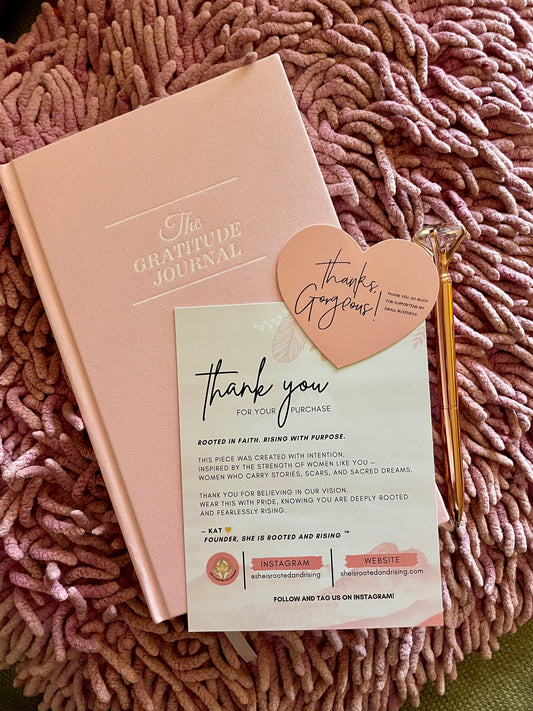 The
GRATITUDE
JOURNAL
Thanks,
Gorgeous!
THANK YOU SO MUCH
FOR SUPPORTING MY
SMALL BUSINESS
thank you
FOR YOUR PURCHASE
ROOTED IN FAITH. RISING WITH PURPOSE.
THIS PIECE WAS CREATED WITH INTENTION,
INSPIRED BY THE STRENGTH OF WOMEN LIKE YOU —
WOMEN WHO CARRY STORIES, SCARS, AND SACRED DREAMS.
THANK YOU FOR BELIEVING IN OUR VISION.
WEAR THIS WITH PRIDE, KNOWING YOU ARE DEEPLY ROOTED
AND FEARLESSLY RISING.
— KAT 🧡
FOUNDER, SHE IS ROOTED AND RISING ™
INSTAGRAM
@sheisrootedandrising
WEBSITE
sheisrootedandrising.com
FOLLOW AND TAG US ON INSTAGRAM!